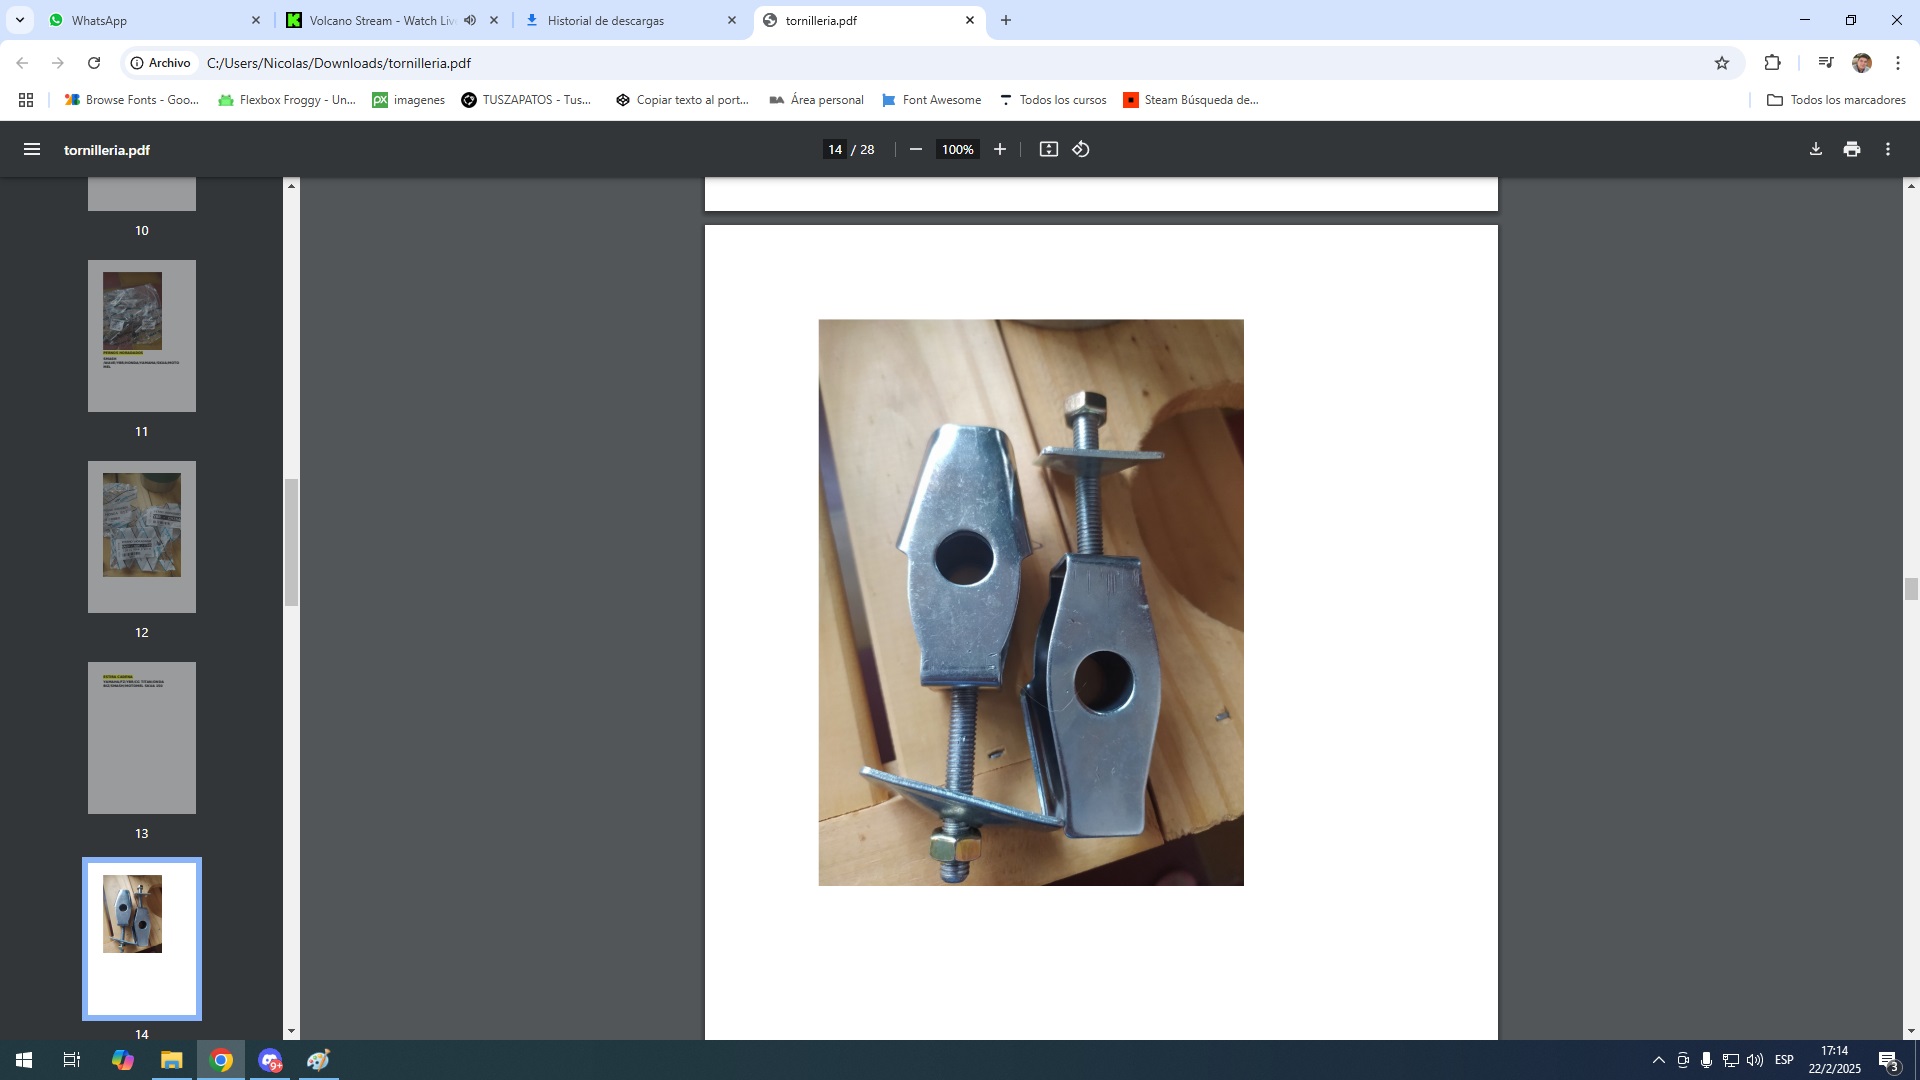 WhatsApp
Volcano Stream - Watch Liv
Historial de descargas
tornilleria.pdf
Archivo
C:/Users/Nicolas/Downloads/tornilleria.pdf
Browse Fonts - Goo...
Flexbox Froggy - Un...
px
imagenes
TUSZAPATOS - Tus...
Copiar texto al port...
Área personal
Font Awesome
Todos los cursos
Steam Búsqueda de...
Todos los marcadores
tornilleria.pdf
14 / 28
100%
10
11
12
13
14
9+
ESP
17:14
22/2/2025
3